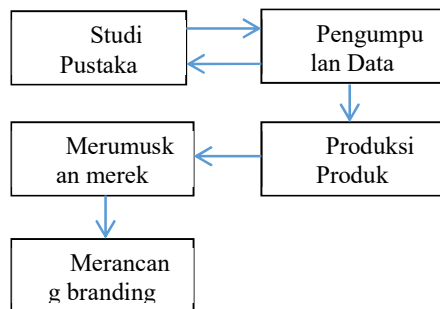 Studi
Pustaka
Pengumpu
lan Data
Produksi
Produk
Merumusk
an merek
Merancan
g branding